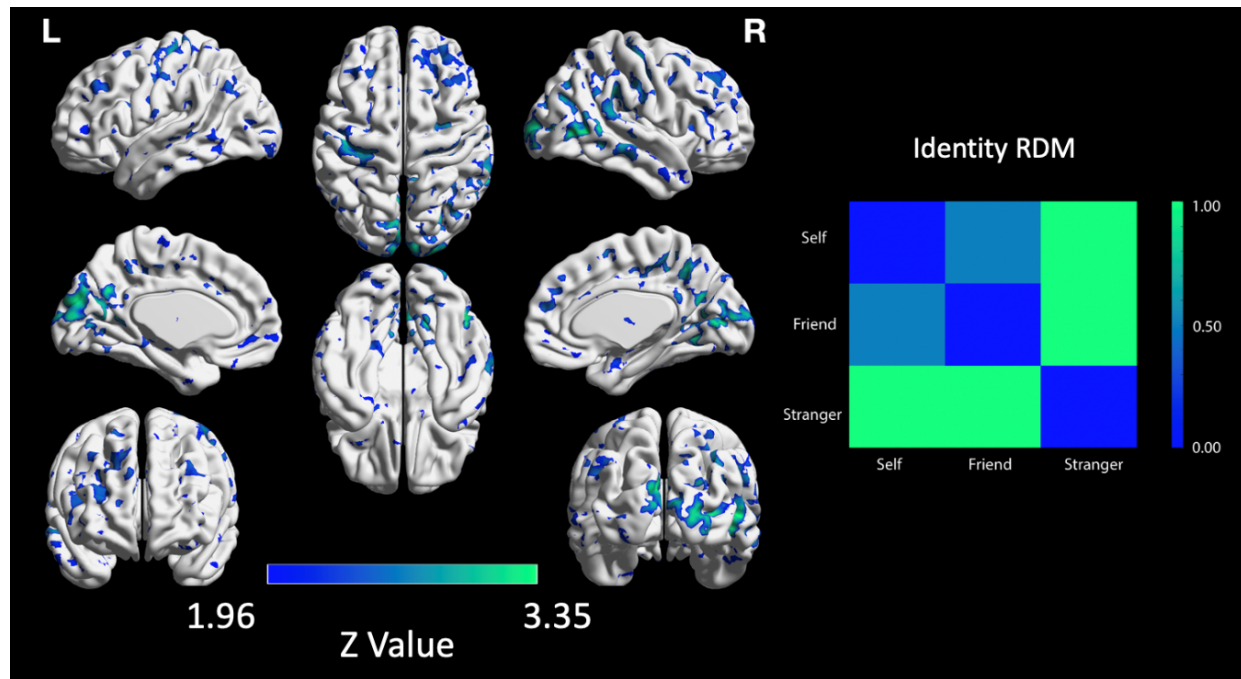 L
R
Identity RDM
Self
Friend
Stranger
Self Friend Stranger
1.00
0.50
0.00
1.96 3.35
Z Value